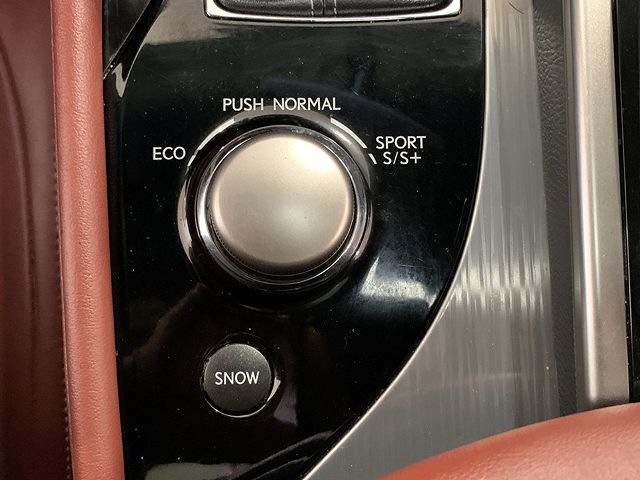 PUSH NORMAL
ECO
SPORT
S/S+
SNOW